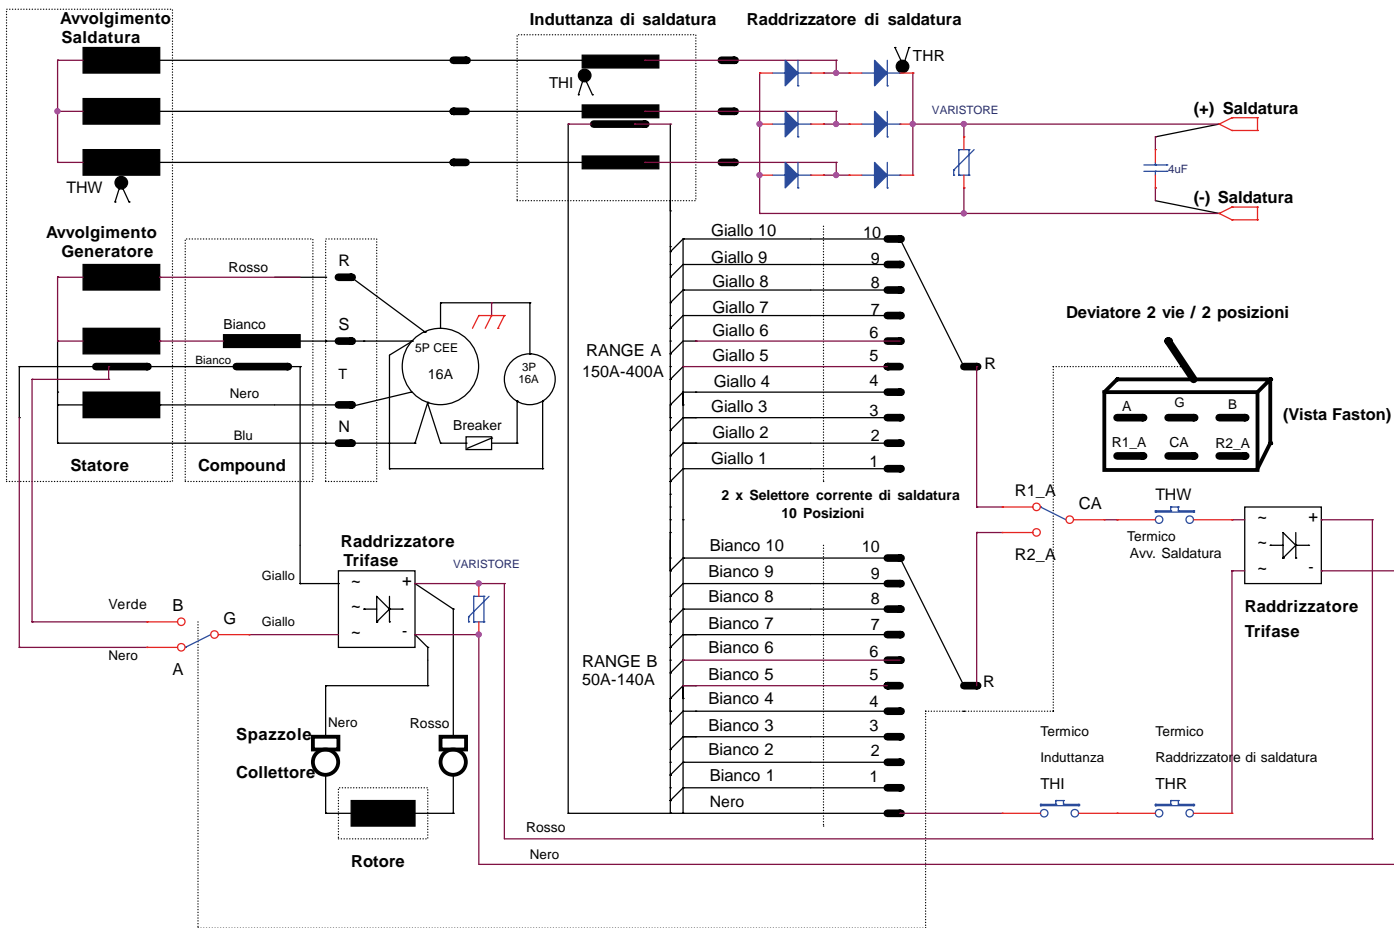 Avvolgimento
Saldatura
Induttanza di saldatura
Raddrizzatore di saldatura
THI
THR
THW
VARISTORE
(+) Saldatura
4uF
(-) Saldatura
Avvolgimento
Generatore
Rosso
R
Bianco
S
Bianco
T
Nero
Blu
N
Statore
Compound
5P CEE
16A
3P
16A
Breaker
RANGE A
150A-400A
Giallo 10 10
Giallo 9 9
Giallo 8 8
Giallo 7 7
Giallo 6 6
Giallo 5 5
Giallo 4 4
Giallo 3 3
Giallo 2 2
Giallo 1 1
R
2 x Selettore corrente di saldatura
10 Posizioni
Deviatore 2 vie / 2 posizioni
A G B
R1_A CA R2_A
(Vista Faston)
R1_A
CA
R2_A
THW
Termico
Avv. Saldatura
~ +
~
~ -
Raddrizzatore
Trifase
Raddrizzatore
Trifase
VARISTORE
Giallo
~ +
~
~ -
Verde
B
G
Giallo
Nero
A
RANGE B
50A-140A
Bianco 10 10
Bianco 9 9
Bianco 8 8
Bianco 7 7
Bianco 6 6
Bianco 5 5
Bianco 4 4
Bianco 3 3
Bianco 2 2
Bianco 1 1
Nero
R
Nero
Rosso
Spazzole
Collettore
Rotore
Termico
Induttanza
THI
Termico
Raddrizzatore di saldatura
THR
Rosso
Nero